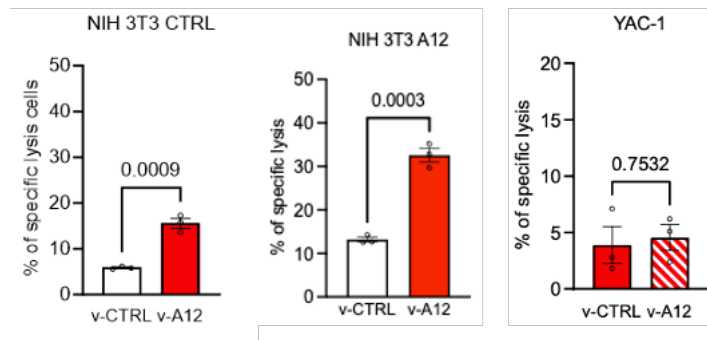 NIH 3T3 CTRL
% of specific lysis cells
50
40
30
20
10
0
0.0009
v-CTRL v-A12
NIH 3T3 A12
% of specific lysis
50
40
30
20
10
0
0.0003
v-CTRL v-A12
YAC-1
% of specific lysis
20
15
10
5
0
0.7532
v-CTRL v-A12